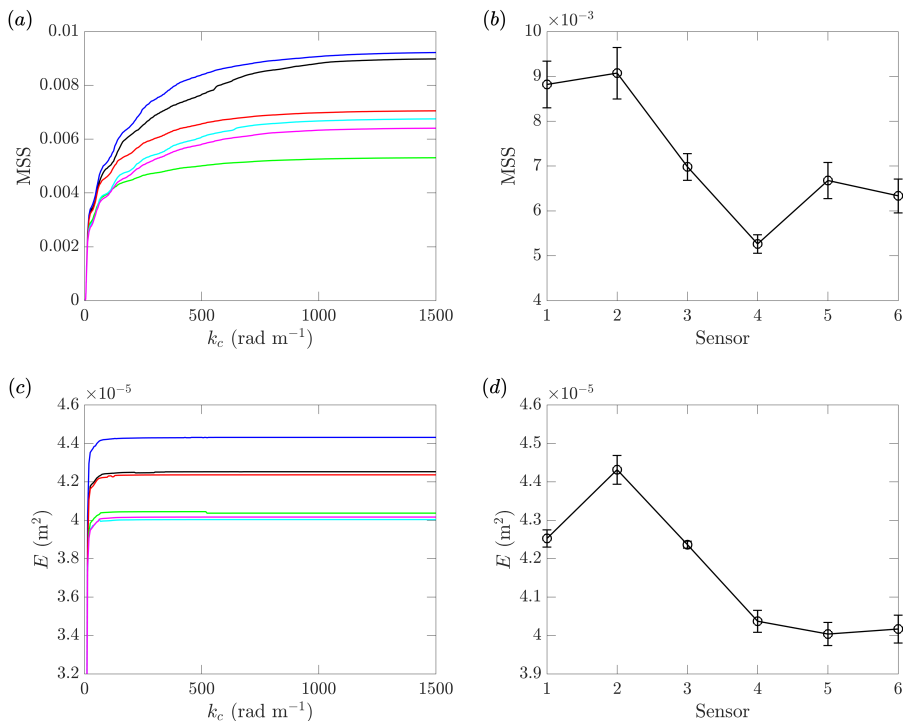 (a)
0.01
0.008
0.006
0.004
0.002
0
MSS
0 500 1000 1500
k_c (rad m⁻¹)
(b)
×10⁻³
10
9
8
7
6
5
4
MSS
1 2 3 4 5 6
Sensor
(c)
×10⁻⁵
4.6
4.4
4.2
4
3.8
3.6
3.4
3.2
E (m²)
0 500 1000 1500
k_c (rad m⁻¹)
(d)
×10⁻⁵
4.6
4.5
4.4
4.3
4.2
4.1
4
3.9
E (m²)
1 2 3 4 5 6
Sensor